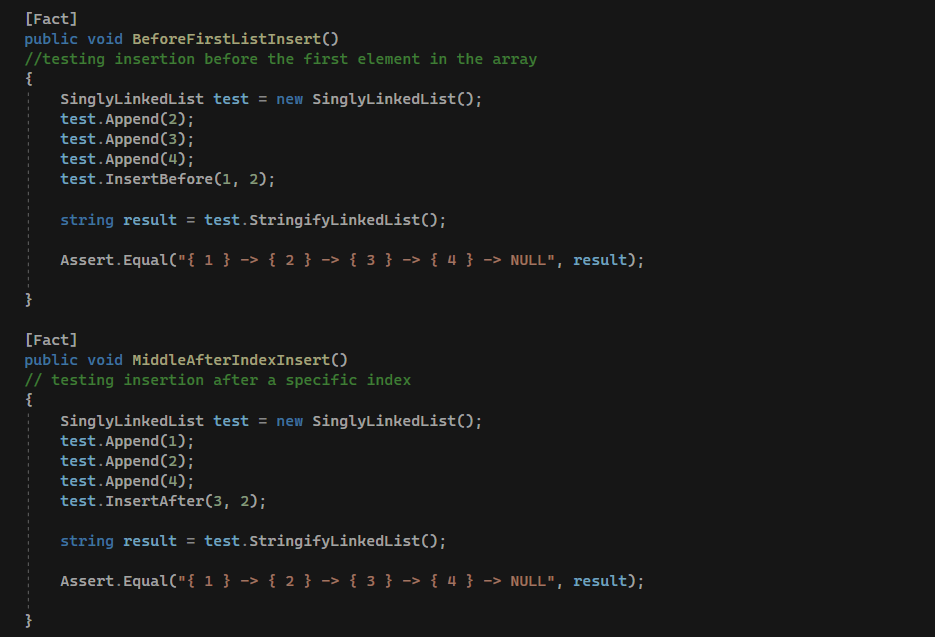 [Fact]
public void BeforeFirstListInsert()
//testing insertion before the first element in the array
{
    SinglyLinkedList test = new SinglyLinkedList();
    test.Append(2);
    test.Append(3);
    test.Append(4);
    test.InsertBefore(1, 2);

    string result = test.StringifyLinkedList();

    Assert.Equal("{ 1 } -> { 2 } -> { 3 } -> { 4 } -> NULL", result);

}

[Fact]
public void MiddleAfterIndexInsert()
// testing insertion after a specific index
{
    SinglyLinkedList test = new SinglyLinkedList();
    test.Append(1);
    test.Append(2);
    test.Append(4);
    test.InsertAfter(3, 2);

    string result = test.StringifyLinkedList();

    Assert.Equal("{ 1 } -> { 2 } -> { 3 } -> { 4 } -> NULL", result);

}